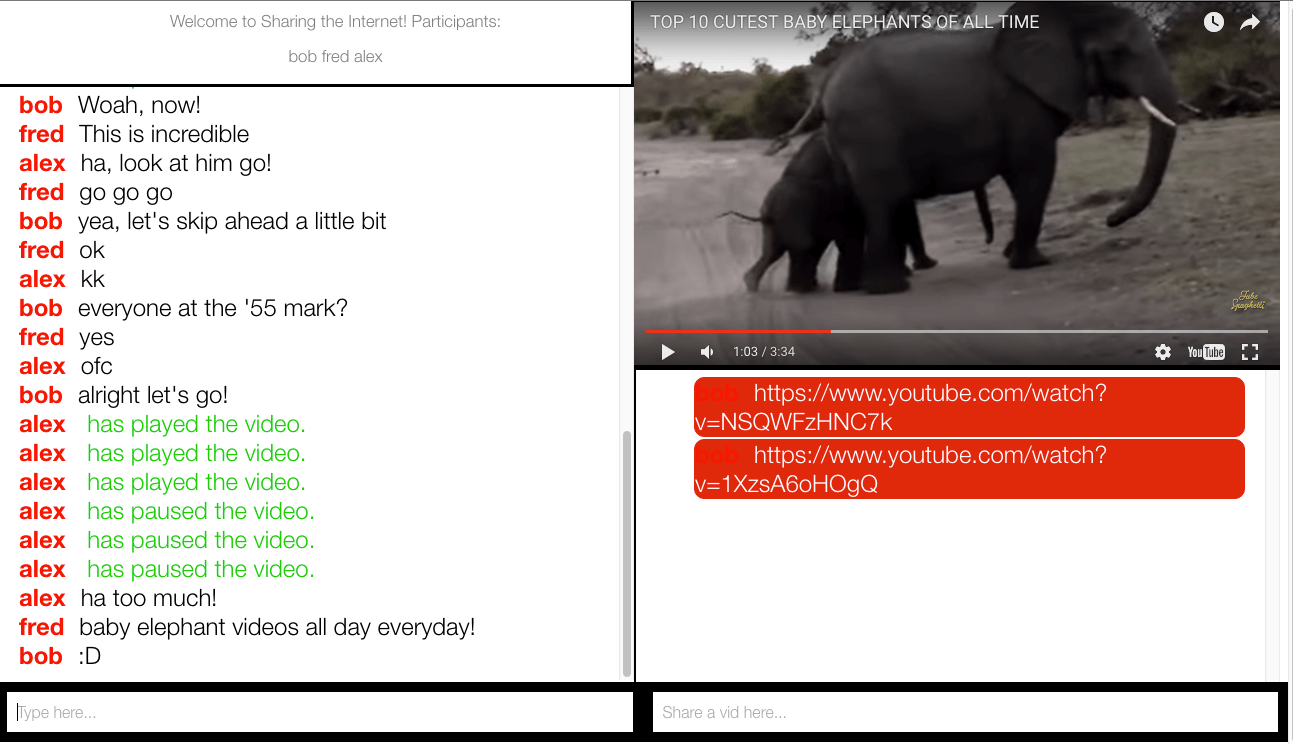 Welcome to Sharing the Internet! Participants:
bob fred alex
bob Woah, now!
fred This is incredible
alex ha, look at him go!
fred go go go
bob yea, let's skip ahead a little bit
fred ok
alex kk
bob everyone at the '55 mark?
fred yes
alex ofc
bob alright let's go!
alex has played the video.
alex has played the video.
alex has played the video.
alex has paused the video.
alex has paused the video.
alex has paused the video.
alex ha too much!
fred baby elephant videos all day everyday!
bob :D
Type here...
TOP 10 CUTEST BABY ELEPHANTS OF ALL TIME
Tube
Spaghetti
1:03 / 3:34
YouTube
bob https://www.youtube.com/watch?
v=NSQWFzHNC7k
bob https://www.youtube.com/watch?
v=1XzsA6oHOgQ
Share a vid here...